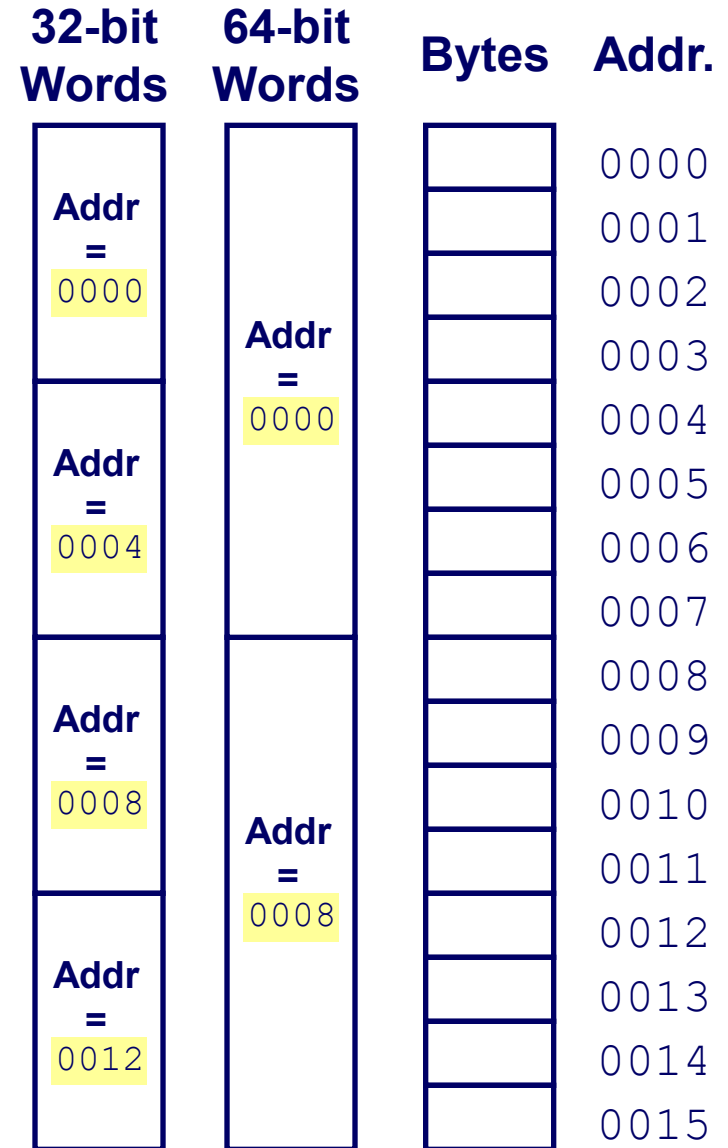 32-bit Words
64-bit Words
Bytes
Addr.
Addr
=
0000
Addr
=
0004
Addr
=
0008
Addr
=
0012
Addr
=
0000
Addr
=
0008
0000
0001
0002
0003
0004
0005
0006
0007
0008
0009
0010
0011
0012
0013
0014
0015